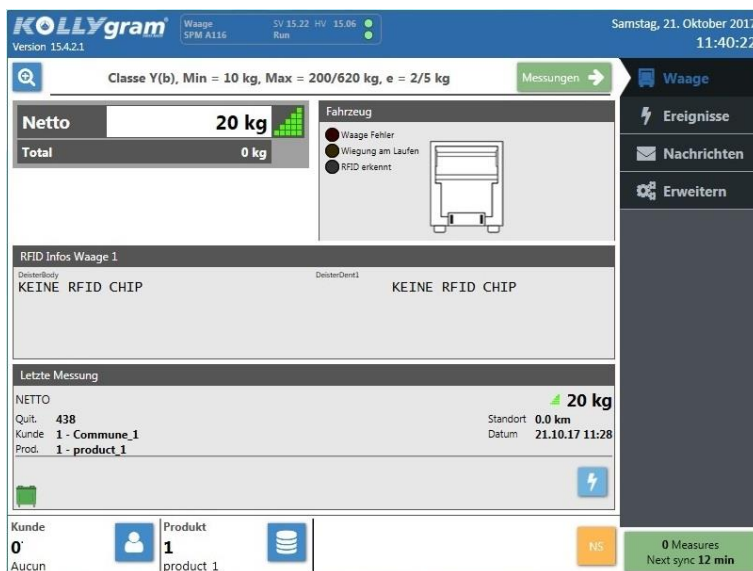 KOLLYgram
Version 15.4.2.1
Waage SV 15.22 HV 15.06
SPM A116 Run
Samstag, 21. Oktober 2017
11:40:22
Classe Y(b), Min = 10 kg, Max = 200/620 kg, e = 2/5 kg
Messungen
Waage
Ereignisse
Nachrichten
Erweitern
Netto 20 kg
Total 0 kg
Fahrzeug
Waage Fehler
Wiegung am Laufen
RFID erkennt
RFID Infos Waage 1
DeisterBody DeisterDent1
KEINE RFID CHIP KEINE RFID CHIP
Letzte Messung
NETTO 20 kg
Quit. 438 Standort 0.0 km
Kunde 1 - Commune_1 Datum 21.10.17 11:28
Prod. 1 - product_1
Kunde
0
Aucun
Produkt
1
product 1
NS
0 Measures
Next sync 12 min